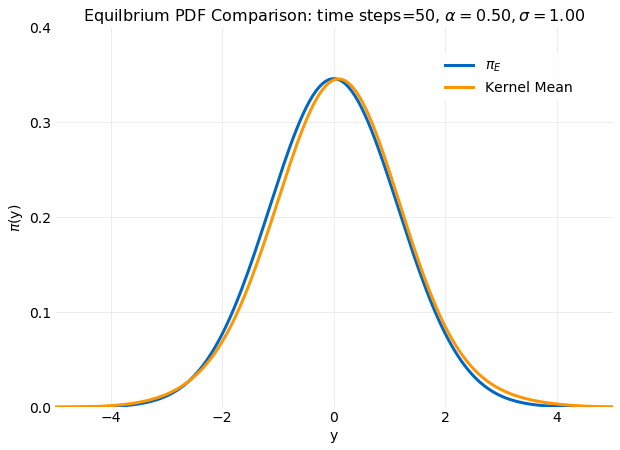 Equilbrium PDF Comparison: time steps=50, α = 0.50, σ = 1.00
0.4
0.3
0.2
0.1
0.0
π(y)
π_E
Kernel Mean
−4
−2
0
2
4
y